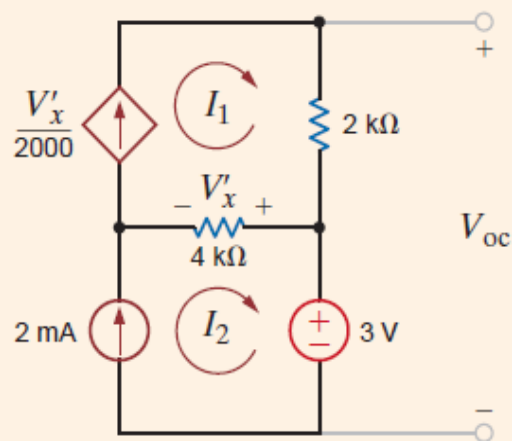 +
V′x
2000
I1
2 kΩ
− V′x +
4 kΩ
Voc
2 mA
I2
+
−
3 V
−